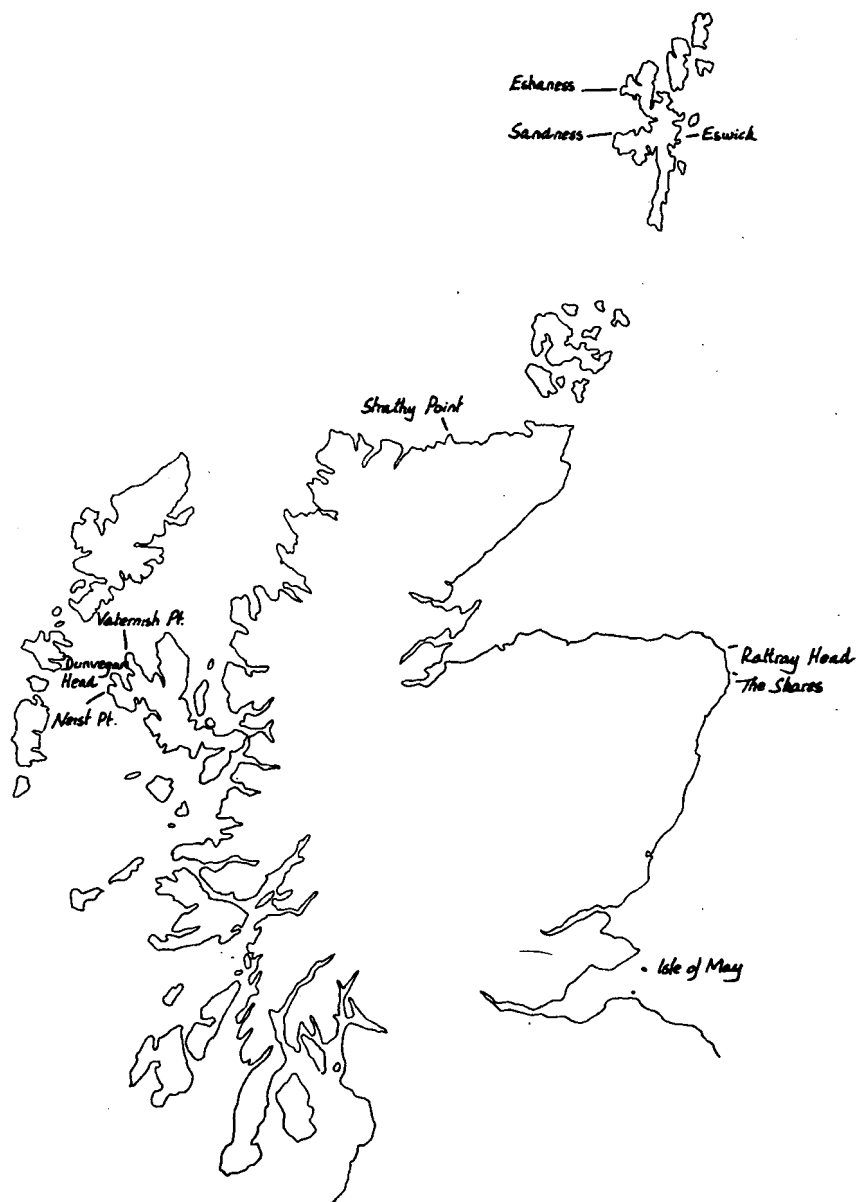 Eshaness
Sandness
Eswick
Strathy Point
Vaternish Pt.
Dunvegan
Head
Neist Pt.
Rattray Head
The Skares
Isle of May